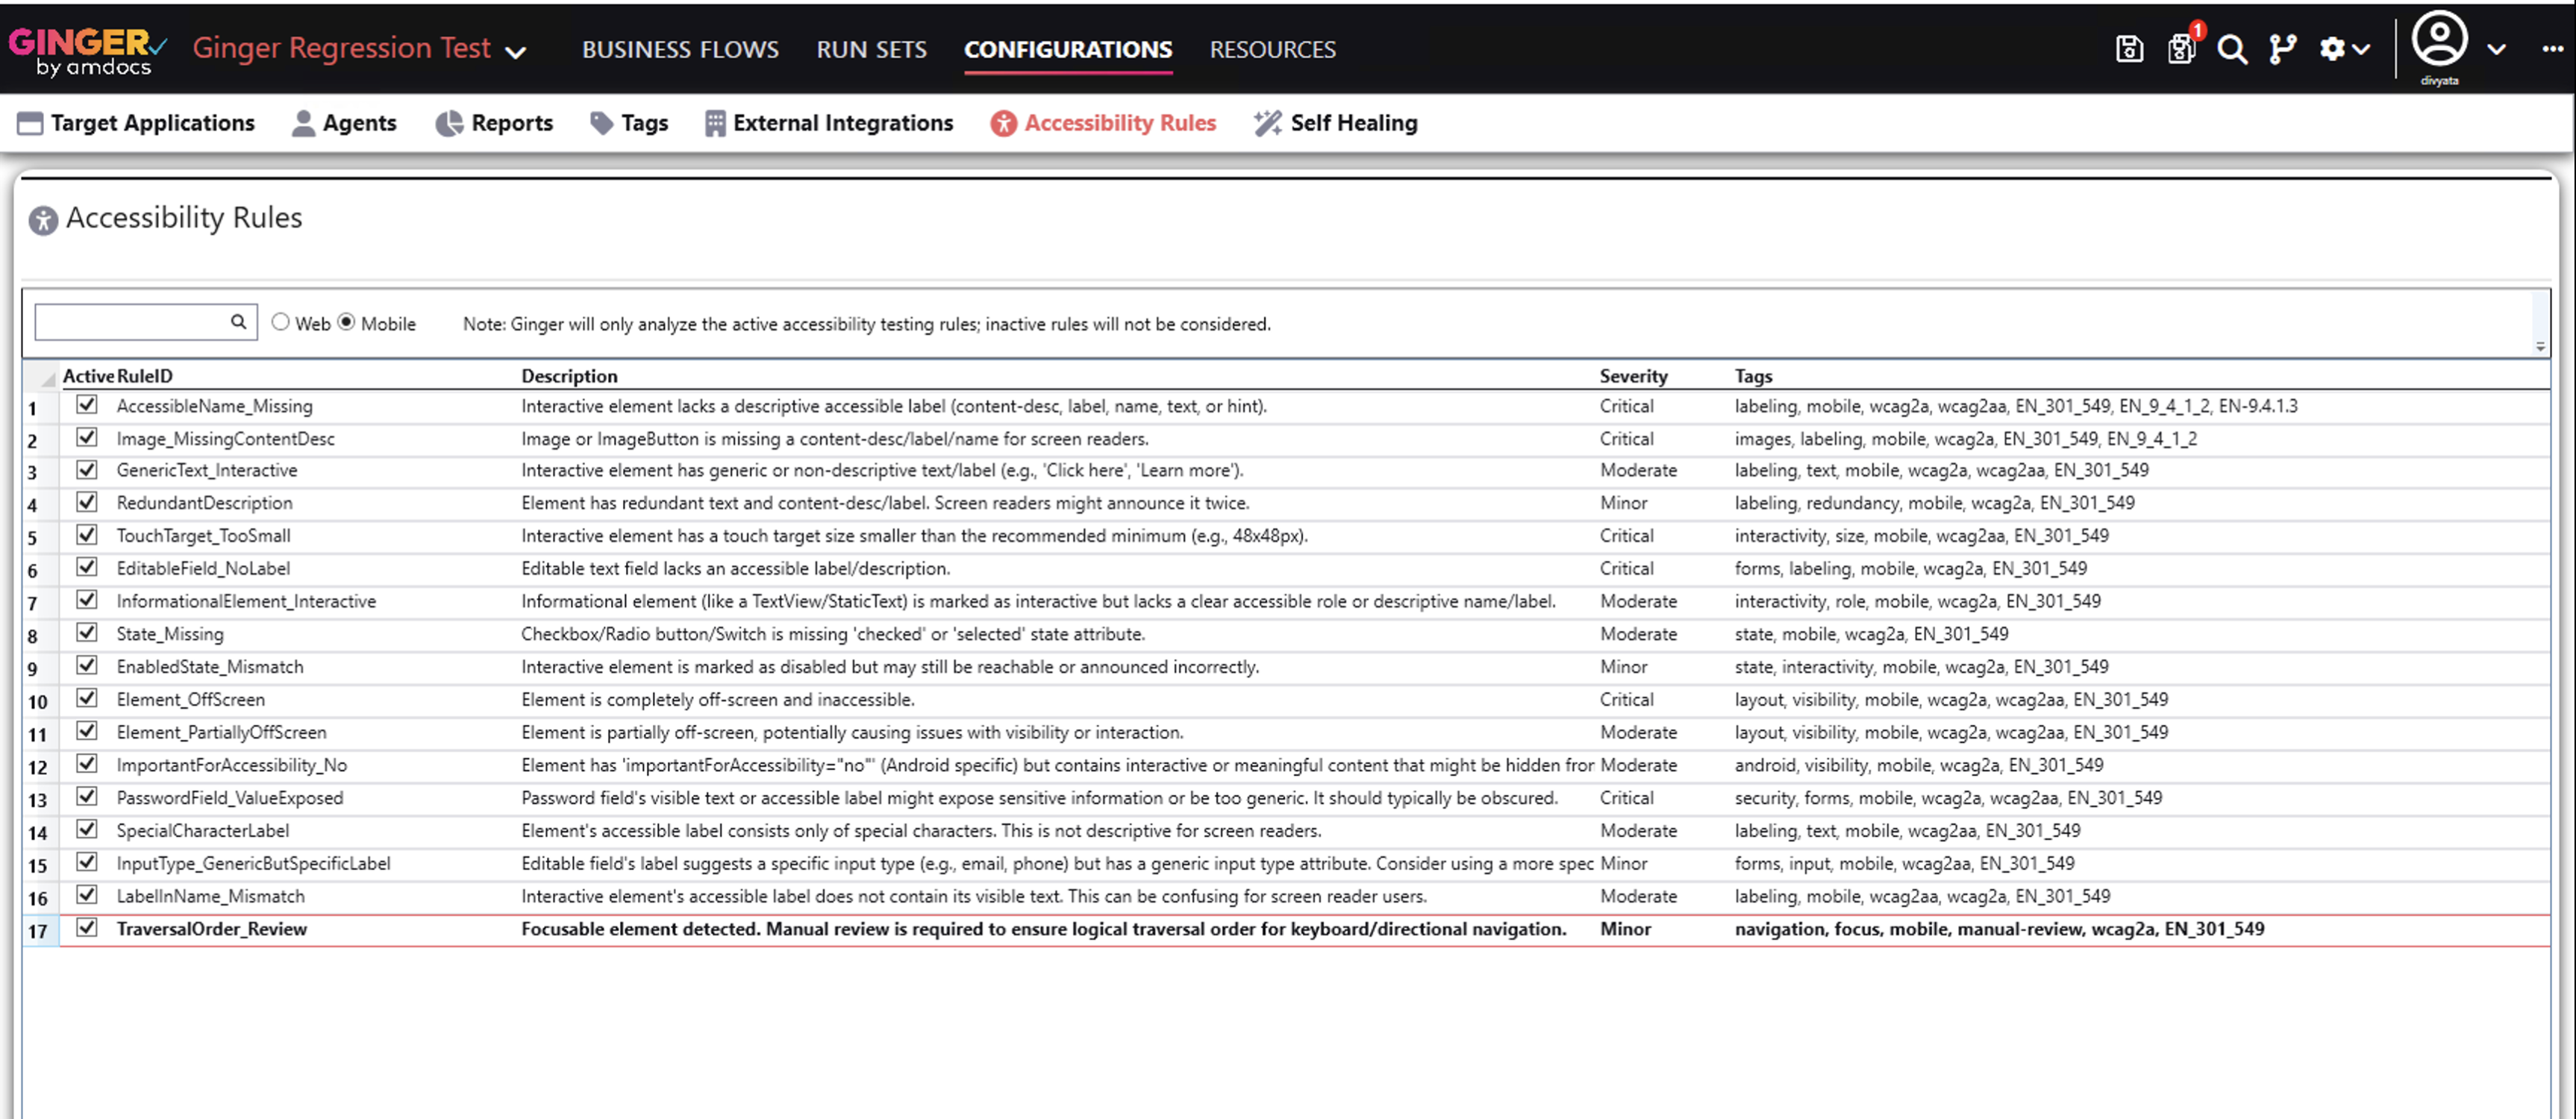 GINGER
by amdocs
Ginger Regression Test
BUSINESS FLOWS RUN SETS CONFIGURATIONS RESOURCES
1
divyata
Target Applications Agents Reports Tags External Integrations Accessibility Rules Self Healing
Accessibility Rules
Web Mobile Note: Ginger will only analyze the active accessibility testing rules; inactive rules will not be considered.
Active RuleID Description Severity Tags
1 AccessibleName_Missing Interactive element lacks a descriptive accessible label (content-desc, label, name, text, or hint). Critical labeling, mobile, wcag2a, wcag2aa, EN_301_549, EN_9_4_1_2, EN-9.4.1.3
2 Image_MissingContentDesc Image or ImageButton is missing a content-desc/label/name for screen readers. Critical images, labeling, mobile, wcag2a, EN_301_549, EN_9_4_1_2
3 GenericText_Interactive Interactive element has generic or non-descriptive text/label (e.g., 'Click here', 'Learn more'). Moderate labeling, text, mobile, wcag2a, wcag2aa, EN_301_549
4 RedundantDescription Element has redundant text and content-desc/label. Screen readers might announce it twice. Minor labeling, redundancy, mobile, wcag2a, EN_301_549
5 TouchTarget_TooSmall Interactive element has a touch target size smaller than the recommended minimum (e.g., 48x48px). Critical interactivity, size, mobile, wcag2aa, EN_301_549
6 EditableField_NoLabel Editable text field lacks an accessible label/description. Critical forms, labeling, mobile, wcag2a, EN_301_549
7 InformationalElement_Interactive Informational element (like a TextView/StaticText) is marked as interactive but lacks a clear accessible role or descriptive name/label. Moderate interactivity, role, mobile, wcag2a, EN_301_549
8 State_Missing Checkbox/Radio button/Switch is missing 'checked' or 'selected' state attribute. Moderate state, mobile, wcag2a, EN_301_549
9 EnabledState_Mismatch Interactive element is marked as disabled but may still be reachable or announced incorrectly. Minor state, interactivity, mobile, wcag2a, EN_301_549
10 Element_OffScreen Element is completely off-screen and inaccessible. Critical layout, visibility, mobile, wcag2a, wcag2aa, EN_301_549
11 Element_PartiallyOffScreen Element is partially off-screen, potentially causing issues with visibility or interaction. Moderate layout, visibility, mobile, wcag2a, wcag2aa, EN_301_549
12 ImportantForAccessibility_No Element has 'importantForAccessibility="no"' (Android specific) but contains interactive or meaningful content that might be hidden fror Moderate android, visibility, mobile, wcag2a, EN_301_549
13 PasswordField_ValueExposed Password field's visible text or accessible label might expose sensitive information or be too generic. It should typically be obscured. Critical security, forms, mobile, wcag2a, wcag2aa, EN_301_549
14 SpecialCharacterLabel Element's accessible label consists only of special characters. This is not descriptive for screen readers. Moderate labeling, text, mobile, wcag2aa, EN_301_549
15 InputType_GenericButSpecificLabel Editable field's label suggests a specific input type (e.g., email, phone) but has a generic input type attribute. Consider using a more spec Minor forms, input, mobile, wcag2aa, EN_301_549
16 LabelInName_Mismatch Interactive element's accessible label does not contain its visible text. This can be confusing for screen reader users. Moderate labeling, mobile, wcag2aa, wcag2a, EN_301_549
17 TraversalOrder_Review Focusable element detected. Manual review is required to ensure logical traversal order for keyboard/directional navigation. Minor navigation, focus, mobile, manual-review, wcag2a, EN_301_549